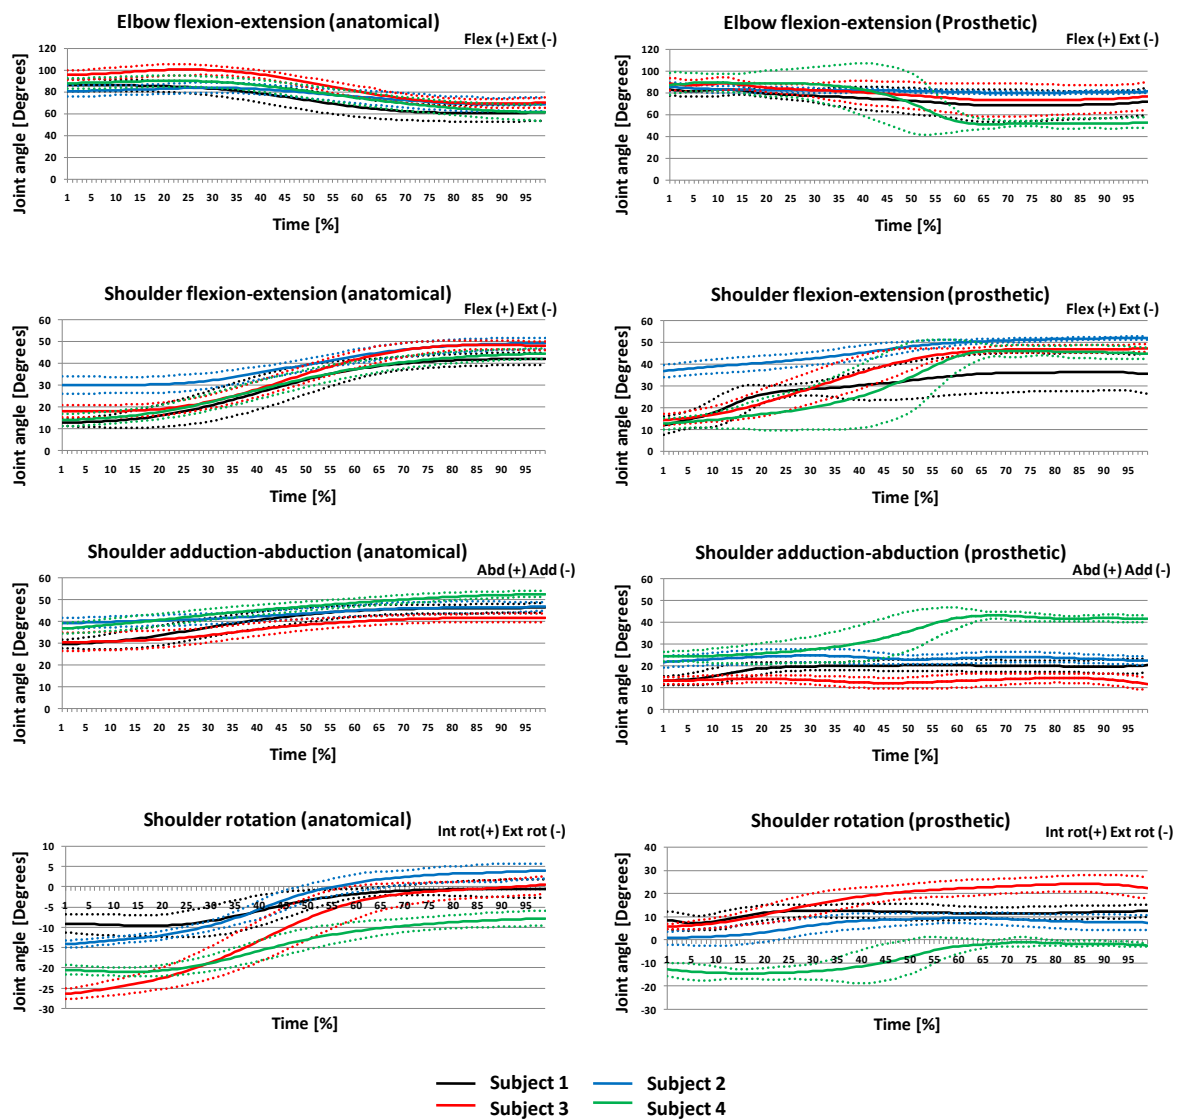 Elbow flexion-extension (anatomical)
Flex (+) Ext (-)
Joint angle [Degrees]
120
100
80
60
40
20
0
1 5 10 15 20 25 30 35 40 45 50 55 60 65 70 75 80 85 90 95
Time [%]
Elbow flexion-extension (Prosthetic)
Flex (+) Ext (-)
Joint angle [Degrees]
120
100
80
60
40
20
0
1 5 10 15 20 25 30 35 40 45 50 55 60 65 70 75 80 85 90 95
Time [%]
Shoulder flexion-extension (anatomical)
Flex (+) Ext (-)
Joint angle [Degrees]
60
50
40
30
20
10
0
1 5 10 15 20 25 30 35 40 45 50 55 60 65 70 75 80 85 90 95
Time [%]
Shoulder flexion-extension (prosthetic)
Flex (+) Ext (-)
Joint angle [Degrees]
60
50
40
30
20
10
0
1 5 10 15 20 25 30 35 40 45 50 55 60 65 70 75 80 85 90 95
Time [%]
Shoulder adduction-abduction (anatomical)
Abd (+) Add (-)
Joint angle [Degrees]
60
50
40
30
20
10
0
1 5 10 15 20 25 30 35 40 45 50 55 60 65 70 75 80 85 90 95
Time [%]
Shoulder adduction-abduction (prosthetic)
Abd (+) Add (-)
Joint angle [Degrees]
60
50
40
30
20
10
0
1 5 10 15 20 25 30 35 40 45 50 55 60 65 70 75 80 85 90 95
Time [%]
Shoulder rotation (anatomical)
Int rot(+) Ext rot (-)
Joint angle [Degrees]
10
5
0
-5
-10
-15
-20
-25
-30
1 5 10 15 20 25 30 35 40 45 50 55 60 65 70 75 80 85 90 95
Time [%]
Shoulder rotation (prosthetic)
Int rot(+) Ext rot (-)
Joint angle [Degrees]
40
30
20
10
0
-10
-20
-30
1 5 10 15 20 25 30 35 40 45 50 55 60 65 70 75 80 85 90 95
Time [%]
Subject 1 Subject 2
Subject 3 Subject 4